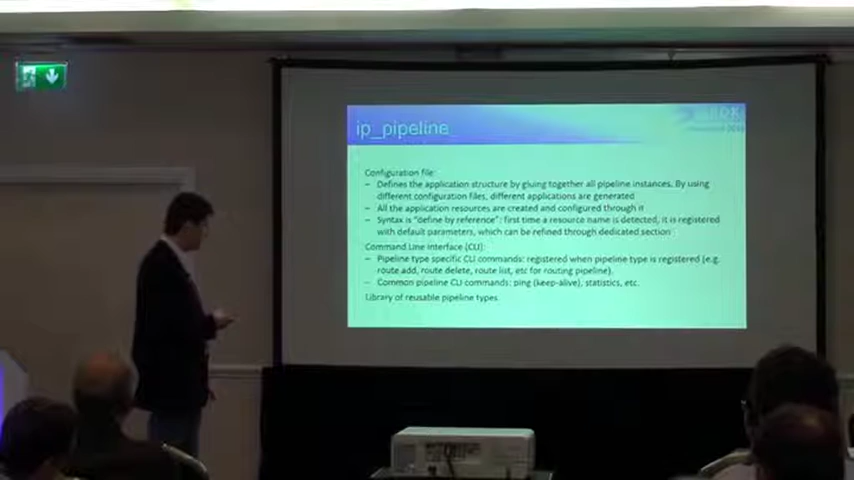 ip_pipeline
Configuration file:
– Defines the application structure by gluing together all pipeline instances. By using
different configuration files, different applications are generated
– All the application resources are created and configured through it
– Syntax is "define by reference": first time a resource name is detected, it is registered
with default parameters, which can be refined through dedicated section
Command Line Interface (CLI):
– Pipeline type specific CLI commands: registered when pipeline type is registered (e.g.
route add, route delete, route list, etc for routing pipeline).
– Common pipeline CLI commands: ping (keep-alive), statistics, etc.
Library of reusable pipeline types